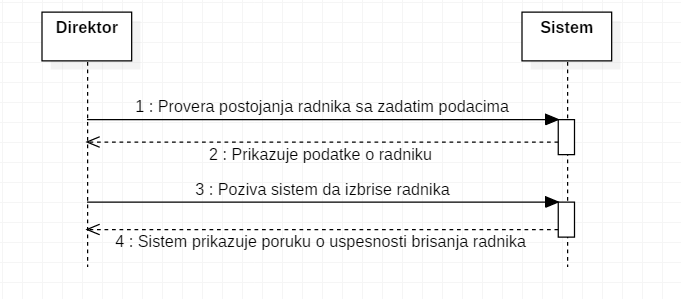 Direktor
Sistem
1 : Provera postojanja radnika sa zadatim podacima
2 : Prikazuje podatke o radniku
3 : Poziva sistem da izbrise radnika
4 : Sistem prikazuje poruku o uspesnosti brisanja radnika